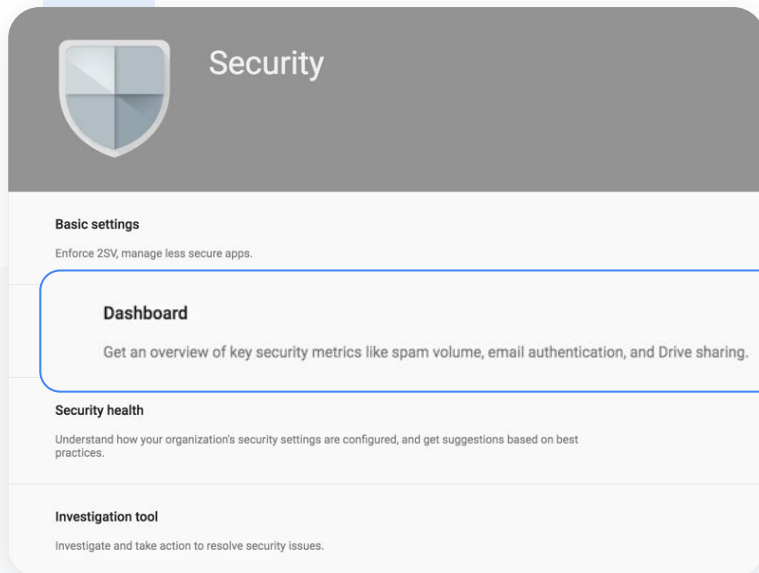 Security
Basic settings
Enforce 2SV, manage less secure apps.
Dashboard
Get an overview of key security metrics like spam volume, email authentication, and Drive sharing.
Security health
Understand how your organization's security settings are configured, and get suggestions based on best
practices.
Investigation tool
Investigate and take action to resolve security issues.